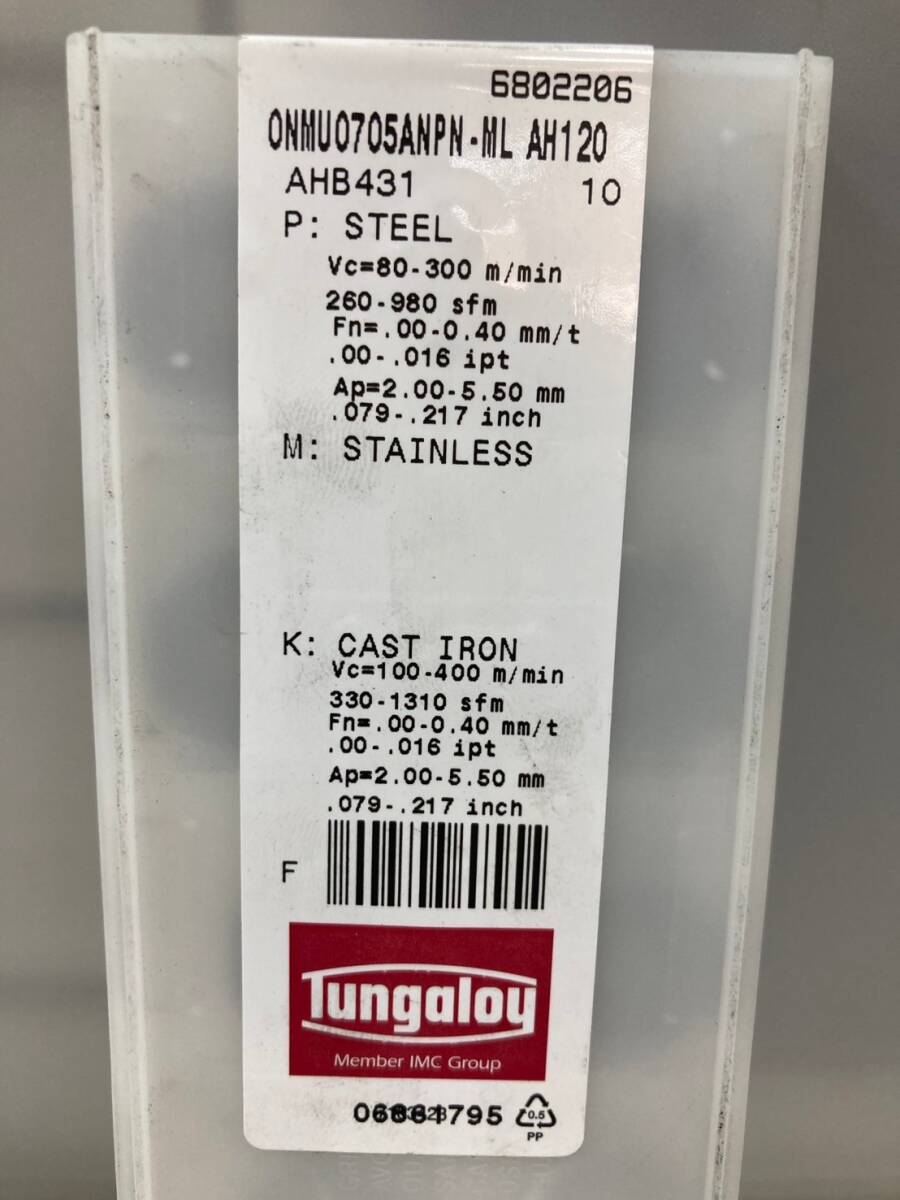 6802206
ONMU0705ANPN-ML AH120
AHB431 10
P: STEEL
Vc=80-300 m/min
260-980 sfm
Fn=.00-0.40 mm/t
.00-.016 ipt
Ap=2.00-5.50 mm
.079-.217 inch
M: STAINLESS
K: CAST IRON
Vc=100-400 m/min
330-1310 sfm
Fn=.00-0.40 mm/t
.00-.016 ipt
Ap=2.00-5.50 mm
.079-.217 inch
F
Tungaloy
Member IMC Group
0.5
PP